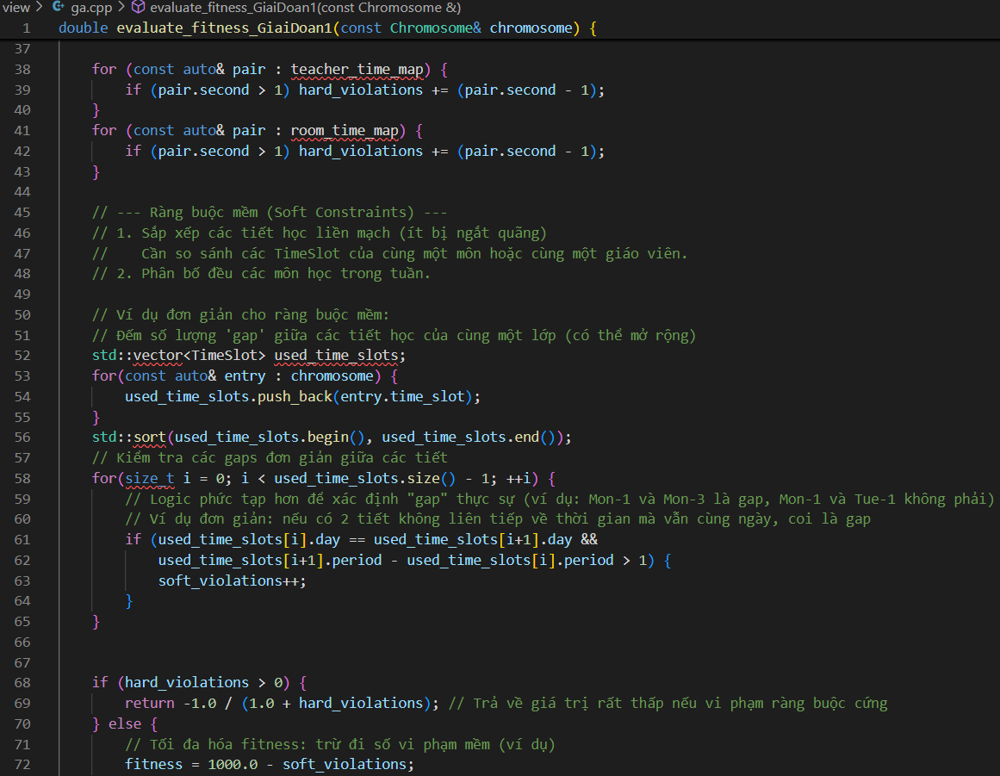 view > ga.cpp > evaluate_fitness_GiaiDoan1(const Chromosome &)
1 double evaluate_fitness_GiaiDoan1(const Chromosome& chromosome) {
37
38 for (const auto& pair : teacher_time_map) {
39 if (pair.second > 1) hard_violations += (pair.second - 1);
40 }
41 for (const auto& pair : room_time_map) {
42 if (pair.second > 1) hard_violations += (pair.second - 1);
43 }
44
45 // --- Ràng buộc mềm (Soft Constraints) ---
46 // 1. Sắp xếp các tiết học liền mạch (ít bị ngắt quãng)
47 //    Cần so sánh các TimeSlot của cùng một môn hoặc cùng một giáo viên.
48 // 2. Phân bố đều các môn học trong tuần.
49
50 // Ví dụ đơn giản cho ràng buộc mềm:
51 // Đếm số lượng 'gap' giữa các tiết học của cùng một lớp (có thể mở rộng)
52 std::vector<TimeSlot> used_time_slots;
53 for(const auto& entry : chromosome) {
54 used_time_slots.push_back(entry.time_slot);
55 }
56 std::sort(used_time_slots.begin(), used_time_slots.end());
57 // Kiểm tra các gaps đơn giản giữa các tiết
58 for(size_t i = 0; i < used_time_slots.size() - 1; ++i) {
59 // Logic phức tạp hơn để xác định "gap" thực sự (ví dụ: Mon-1 và Mon-3 là gap, Mon-1 và Tue-1 không phải)
60 // Ví dụ đơn giản: nếu có 2 tiết không liên tiếp về thời gian mà vẫn cùng ngày, coi là gap
61 if (used_time_slots[i].day == used_time_slots[i+1].day &&
62 used_time_slots[i+1].period - used_time_slots[i].period > 1) {
63 soft_violations++;
64 }
65 }
66
67
68 if (hard_violations > 0) {
69 return -1.0 / (1.0 + hard_violations); // Trả về giá trị rất thấp nếu vi phạm ràng buộc cứng
70 } else {
71 // Tối đa hóa fitness: trừ đi số vi phạm mềm (ví dụ)
72 fitness = 1000.0 - soft_violations;